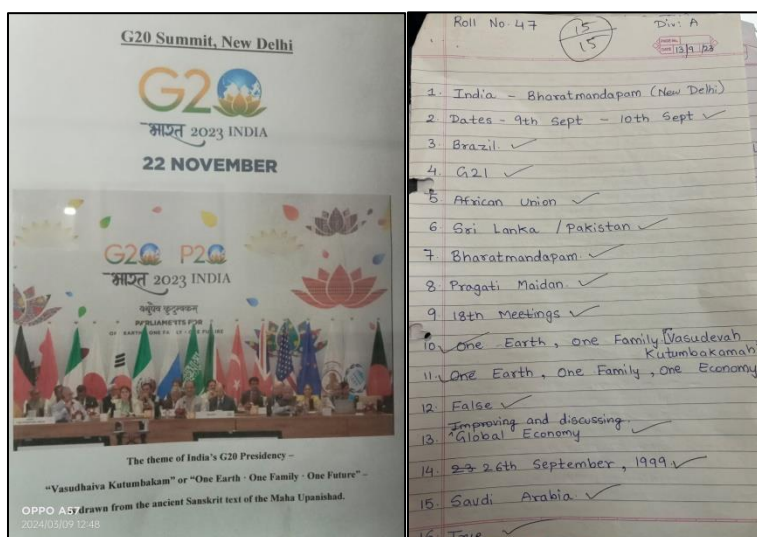 G20 Summit, New Delhi
G20
भारत 2023 INDIA
22 NOVEMBER
G20 P20
भारत 2023 INDIA
वसुधैव कुटुम्बकम्
PARLIAMENTS FOR
The theme of India's G20 Presidency –
"Vasudhaiva Kutumbakam" or "One Earth · One Family · One Future" –
drawn from the ancient Sanskrit text of the Maha Upanishad.
OPPO A57
2024/03/09 12:48
Roll No. 47
15
15
Div: A
DATE 13/9/23
1. India - Bharatmandapam (New Delhi)
2 Dates - 9th Sept - 10th Sept
3. Brazil.
4. G21
5. African Union
6 Sri Lanka / Pakistan
7. Bharatmandapam.
8 Pragati Maidan.
9 18th Meetings
10. One Earth, One Family [Vasudevah
Kutumbakamah
11. One Earth, One Family, One Economy
12. False
Improving and discussing
13. ^Global Economy
14. 23 26th September, 1999.
15. Saudi Arabia.
16. True